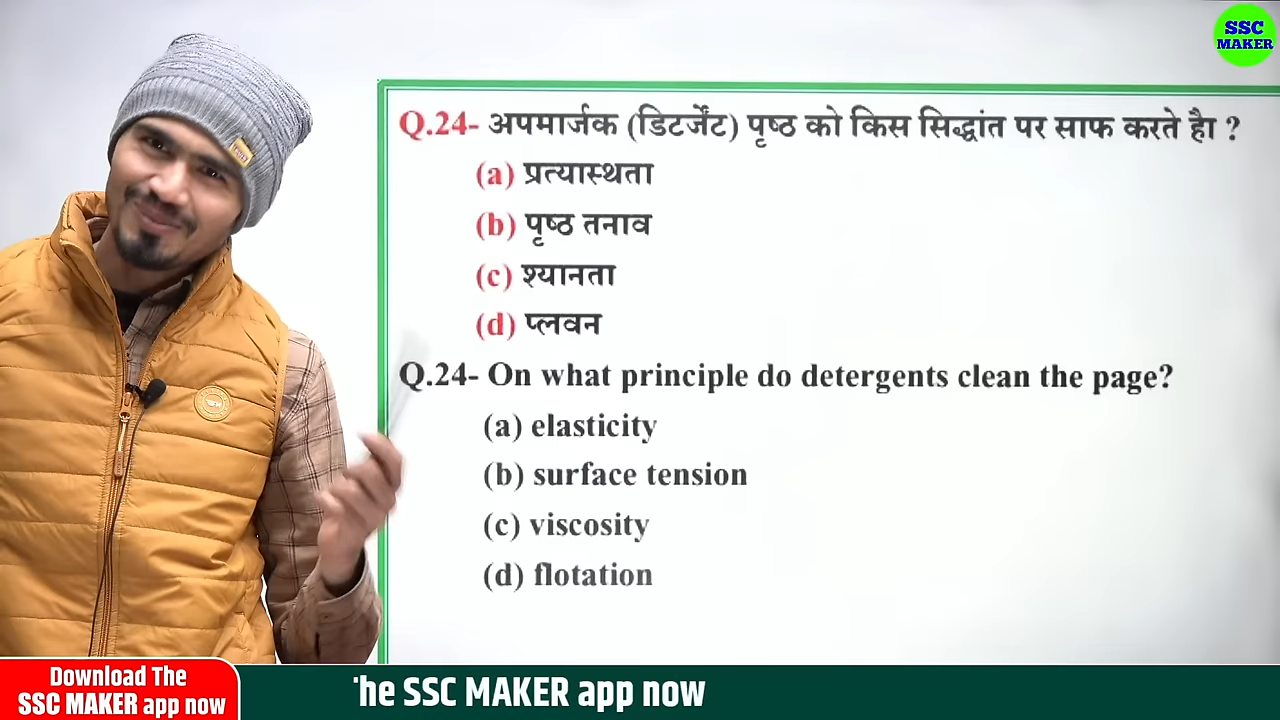 SSC
MAKER
Q.24- अपमार्जक (डिटर्जेंट) पृष्ठ को किस सिद्धांत पर साफ करते हैा ?
(a) प्रत्यास्थता
(b) पृष्ठ तनाव
(c) श्यानता
(d) प्लवन
Q.24- On what principle do detergents clean the page?
(a) elasticity
(b) surface tension
(c) viscosity
(d) flotation
Download The
SSC MAKER app now
he SSC MAKER app now